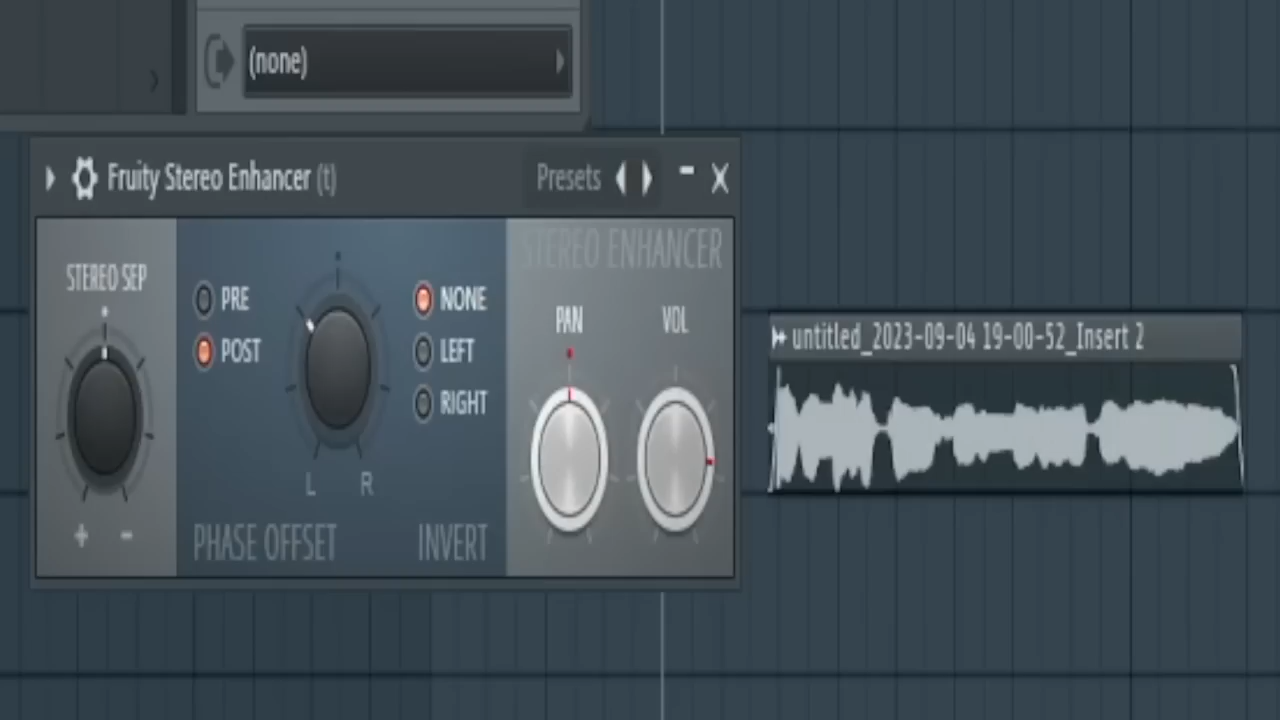 (none)
Fruity Stereo Enhancer (t)
Presets
STEREO SEP
+ -
PRE
POST
L R
PHASE OFFSET
NONE
LEFT
RIGHT
INVERT
STEREO ENHANCER
PAN
VOL
untitled_2023-09-04 19-00-52_Insert 2